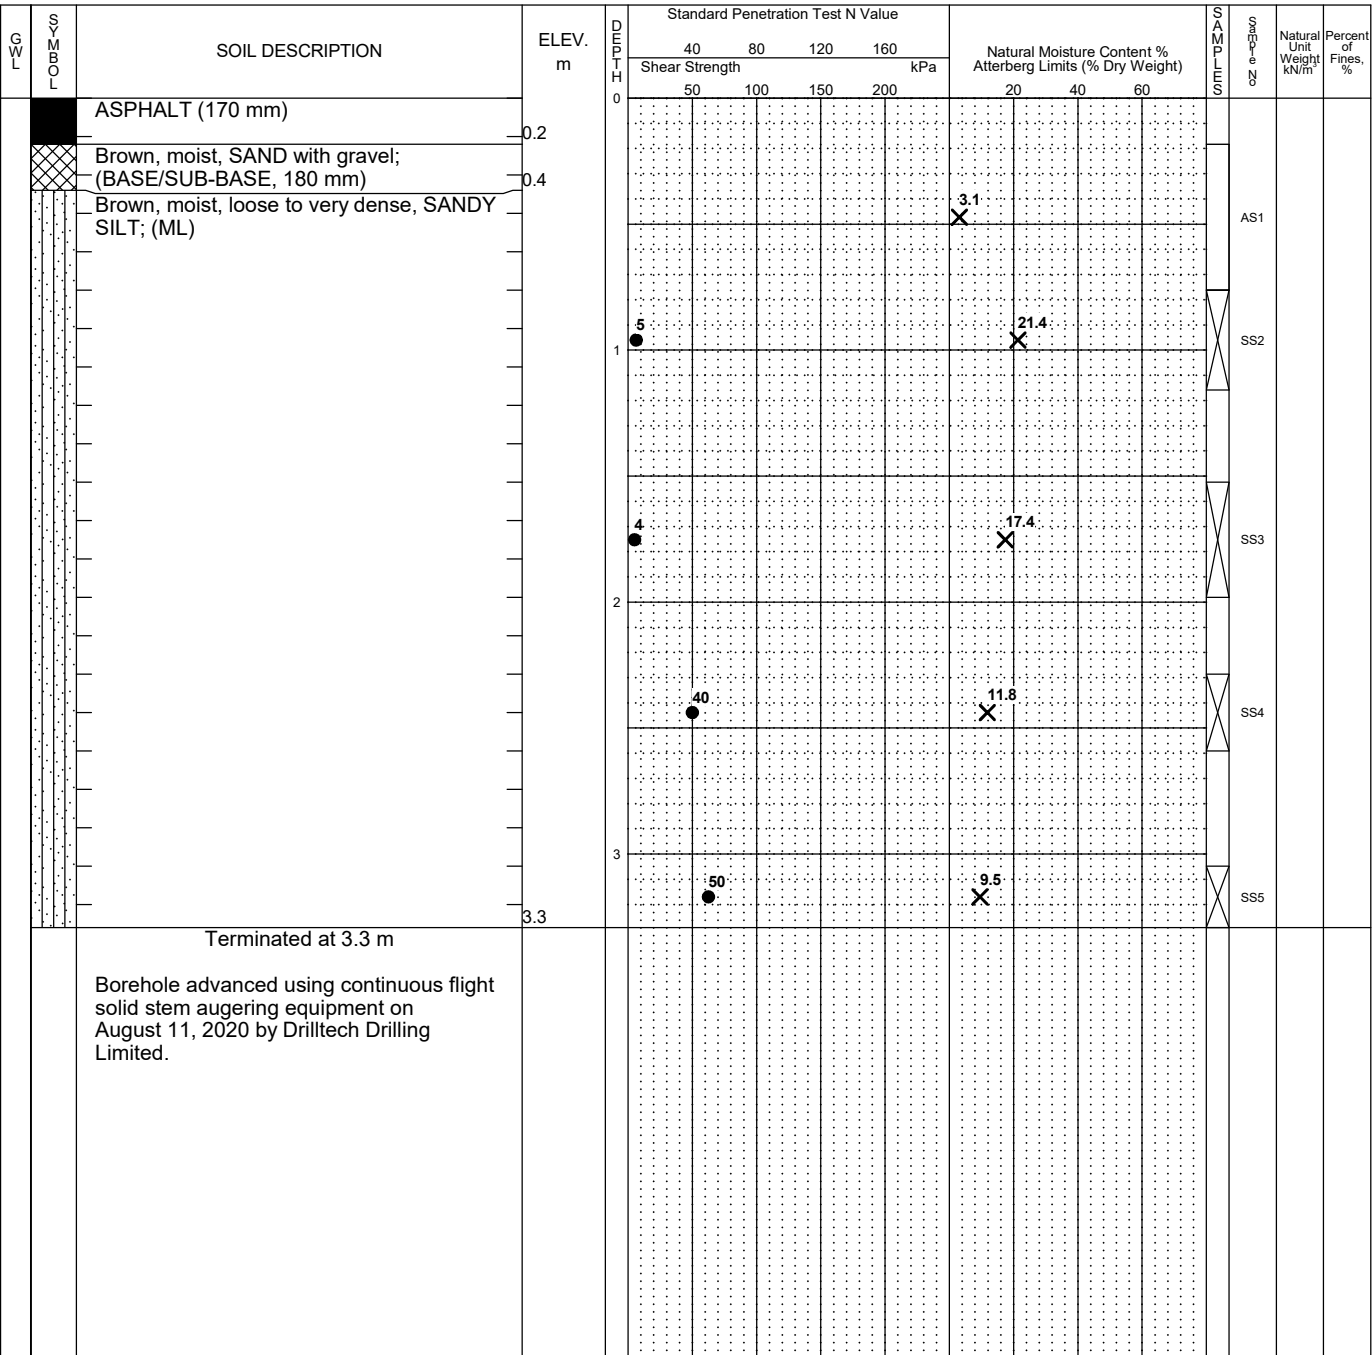 GWL
SYMBOL
SOIL DESCRIPTION
ELEV.
m
DEPTH
Standard Penetration Test N Value
40 80 120 160
Shear Strength kPa
50 100 150 200
Natural Moisture Content %
Atterberg Limits (% Dry Weight)
20 40 60
SAMPLES
Sample No
Natural
Unit
Weight
kN/m³
Percent
of
Fines,
%
0
ASPHALT (170 mm)
0.2
Brown, moist, SAND with gravel;
(BASE/SUB-BASE, 180 mm)
0.4
Brown, moist, loose to very dense, SANDY
SILT; (ML)
3.1
AS1
5
21.4
SS2
1
4
17.4
SS3
2
40
11.8
SS4
3
50
9.5
SS5
3.3
Terminated at 3.3 m
Borehole advanced using continuous flight
solid stem augering equipment on
August 11, 2020 by Drilltech Drilling
Limited.